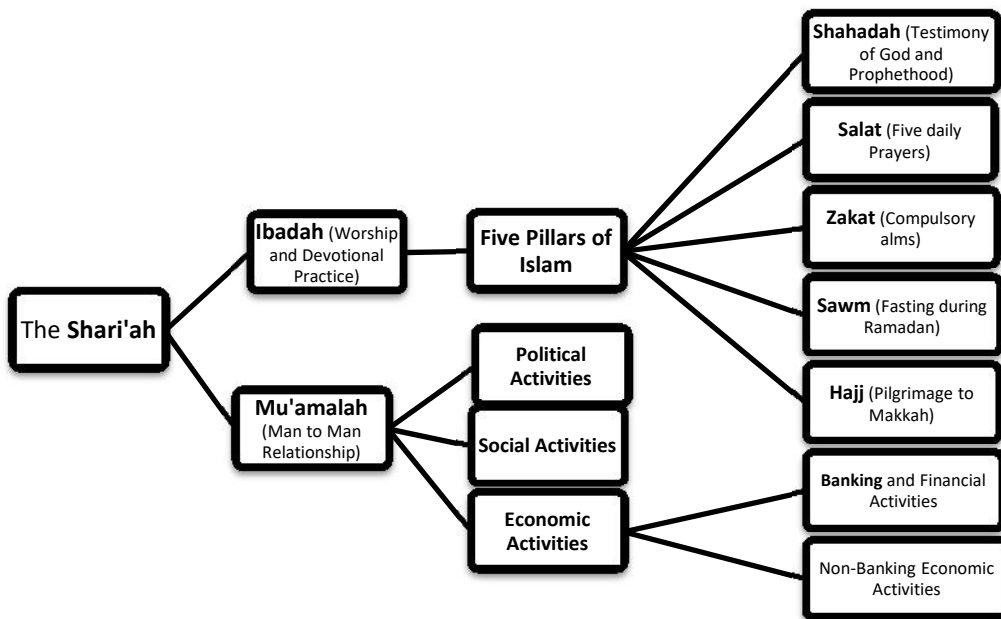 The Shari'ah
Ibadah (Worship
and Devotional
Practice)
Mu'amalah
(Man to Man
Relationship)
Five Pillars of
Islam
Political
Activities
Social Activities
Economic
Activities
Shahadah (Testimony
of God and
Prophethood)
Salat (Five daily
Prayers)
Zakat (Compulsory
alms)
Sawm (Fasting during
Ramadan)
Hajj (Pilgrimage to
Makkah)
Banking and Financial
Activities
Non-Banking Economic
Activities